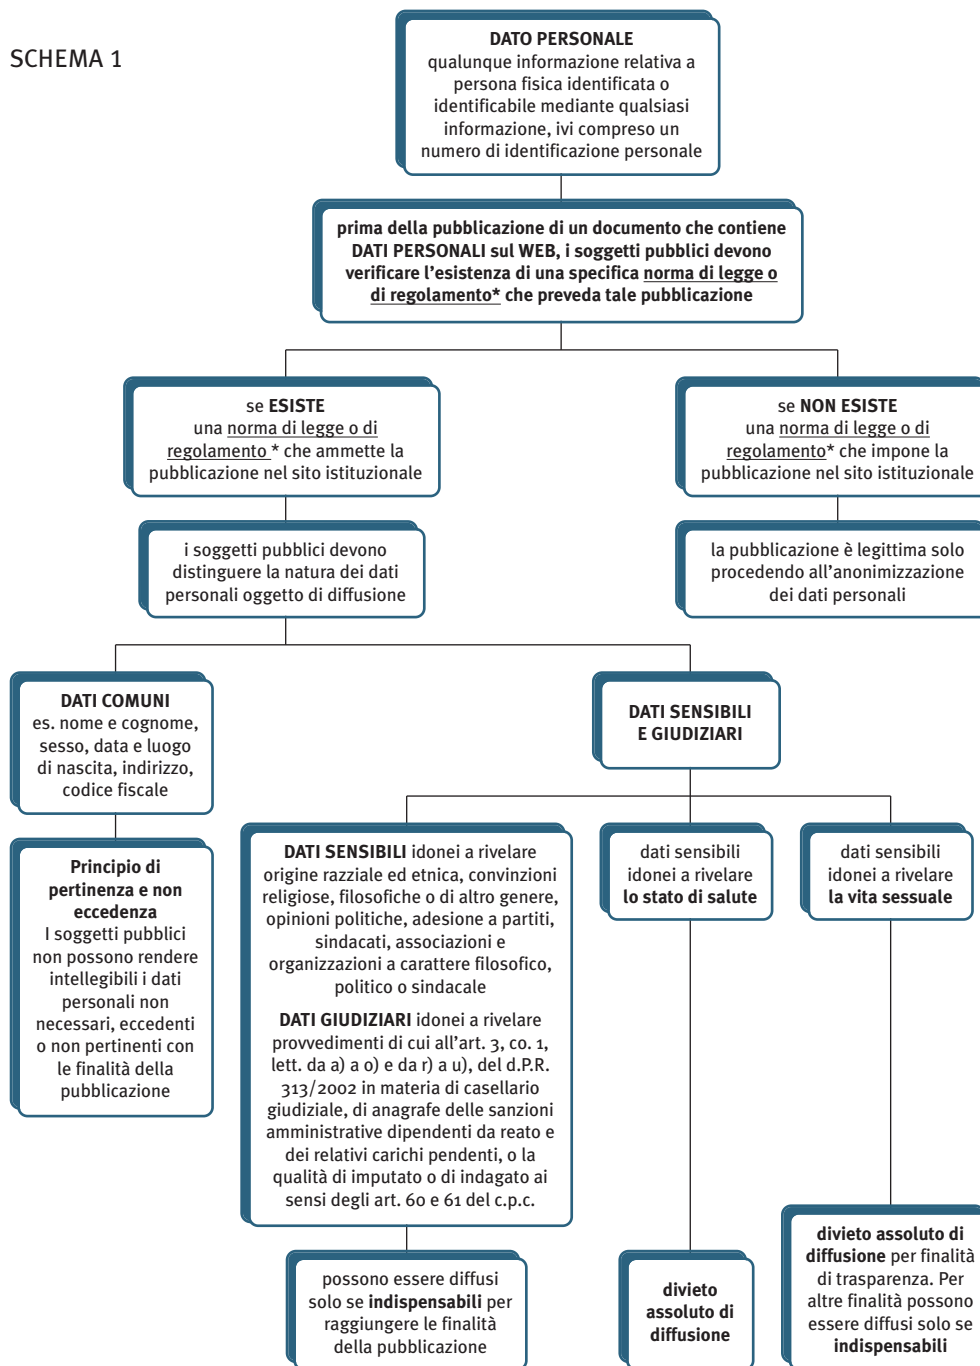 SCHEMA 1
DATO PERSONALE
qualunque informazione relativa a
persona fisica identificata o
identificabile mediante qualsiasi
informazione, ivi compreso un
numero di identificazione personale
prima della pubblicazione di un documento che contiene
DATI PERSONALI sul WEB, i soggetti pubblici devono
verificare l’esistenza di una specifica norma di legge o
di regolamento* che preveda tale pubblicazione
se ESISTE
una norma di legge o di
regolamento * che ammette la
pubblicazione nel sito istituzionale
se NON ESISTE
una norma di legge o di
regolamento* che impone la
pubblicazione nel sito istituzionale
i soggetti pubblici devono
distinguere la natura dei dati
personali oggetto di diffusione
la pubblicazione è legittima solo
procedendo all’anonimizzazione
dei dati personali
DATI COMUNI
es. nome e cognome,
sesso, data e luogo
di nascita, indirizzo,
codice fiscale
DATI SENSIBILI
E GIUDIZIARI
Principio di
pertinenza e non
eccedenza
I soggetti pubblici
non possono rendere
intellegibili i dati
personali non
necessari, eccedenti
o non pertinenti con
le finalità della
pubblicazione
DATI SENSIBILI idonei a rivelare
origine razziale ed etnica, convinzioni
religiose, filosofiche o di altro genere,
opinioni politiche, adesione a partiti,
sindacati, associazioni e
organizzazioni a carattere filosofico,
politico o sindacale
DATI GIUDIZIARI idonei a rivelare
provvedimenti di cui all’art. 3, co. 1,
lett. da a) a o) e da r) a u), del d.P.R.
313/2002 in materia di casellario
giudiziale, di anagrafe delle sanzioni
amministrative dipendenti da reato e
dei relativi carichi pendenti, o la
qualità di imputato o di indagato ai
sensi degli art. 60 e 61 del c.p.c.
dati sensibili
idonei a rivelare
lo stato di salute
dati sensibili
idonei a rivelare
la vita sessuale
possono essere diffusi
solo se indispensabili per
raggiungere le finalità
della pubblicazione
divieto
assoluto di
diffusione
divieto assoluto di
diffusione per finalità
di trasparenza. Per
altre finalità possono
essere diffusi solo se
indispensabili